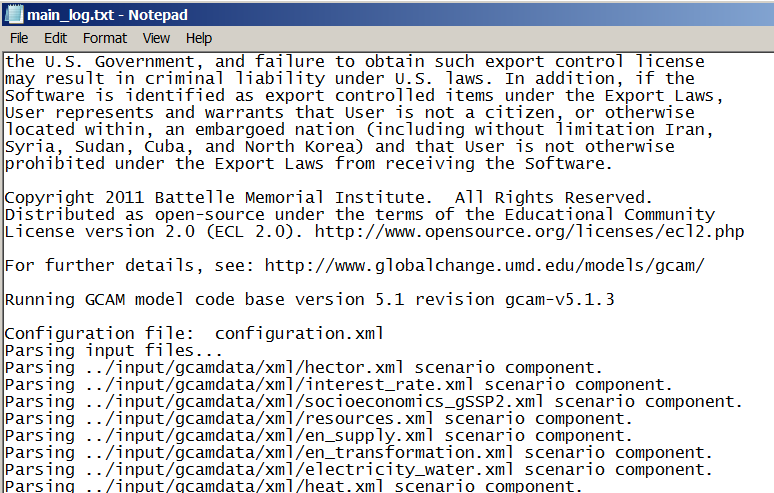 main_log.txt - Notepad
File Edit Format View Help
the U.S. Government, and failure to obtain such export control license
may result in criminal liability under U.S. laws. In addition, if the
Software is identified as export controlled items under the Export Laws,
User represents and warrants that User is not a citizen, or otherwise
located within, an embargoed nation (including without limitation Iran,
Syria, Sudan, Cuba, and North Korea) and that User is not otherwise
prohibited under the Export Laws from receiving the Software.
Copyright 2011 Battelle Memorial Institute.  All Rights Reserved.
Distributed as open-source under the terms of the Educational Community
License version 2.0 (ECL 2.0). http://www.opensource.org/licenses/ecl2.php
For further details, see: http://www.globalchange.umd.edu/models/gcam/
Running GCAM model code base version 5.1 revision gcam-v5.1.3
Configuration file:  configuration.xml
Parsing input files...
Parsing ../input/gcamdata/xml/hector.xml scenario component.
Parsing ../input/gcamdata/xml/interest_rate.xml scenario component.
Parsing ../input/gcamdata/xml/socioeconomics_gSSP2.xml scenario component.
Parsing ../input/gcamdata/xml/resources.xml scenario component.
Parsing ../input/gcamdata/xml/en_supply.xml scenario component.
Parsing ../input/gcamdata/xml/en_transformation.xml scenario component.
Parsing ../input/gcamdata/xml/electricity_water.xml scenario component.
Parsing ../input/gcamdata/xml/heat.xml scenario component.